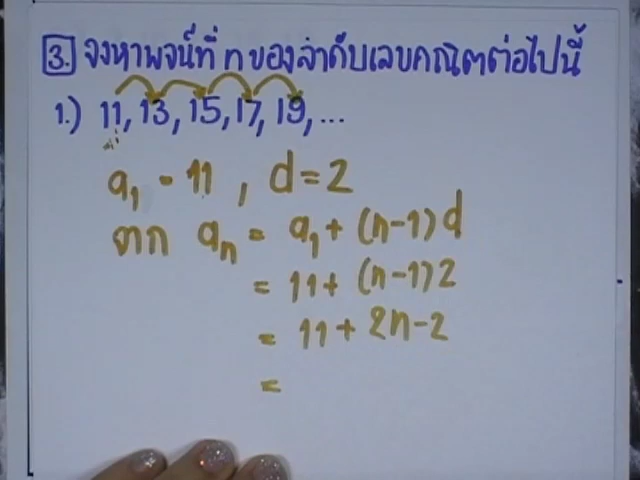 3. จงหาพจน์ที่ n ของลำดับเลขคณิตต่อไปนี้
1.) 11, 13, 15, 17, 19, ...
a₁ = 11 , d = 2
จาก aₙ = a₁ + (n-1)d
= 11 + (n-1)2
= 11 + 2n - 2
=